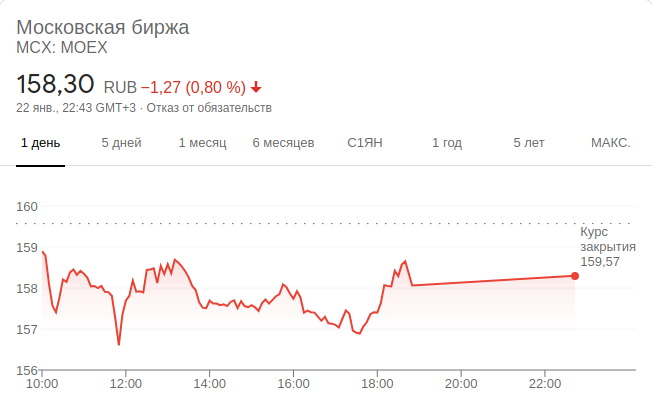 Московская биржа
MCX: MOEX
158,30 RUB −1,27 (0,80 %)
22 янв., 22:43 GMT+3 · Отказ от обязательств
1 день 5 дней 1 месяц 6 месяцев С1ЯН 1 год 5 лет МАКС.
160
Курс
закрытия
159,57
159
158
157
156
10:00 12:00 14:00 16:00 18:00 20:00 22:00